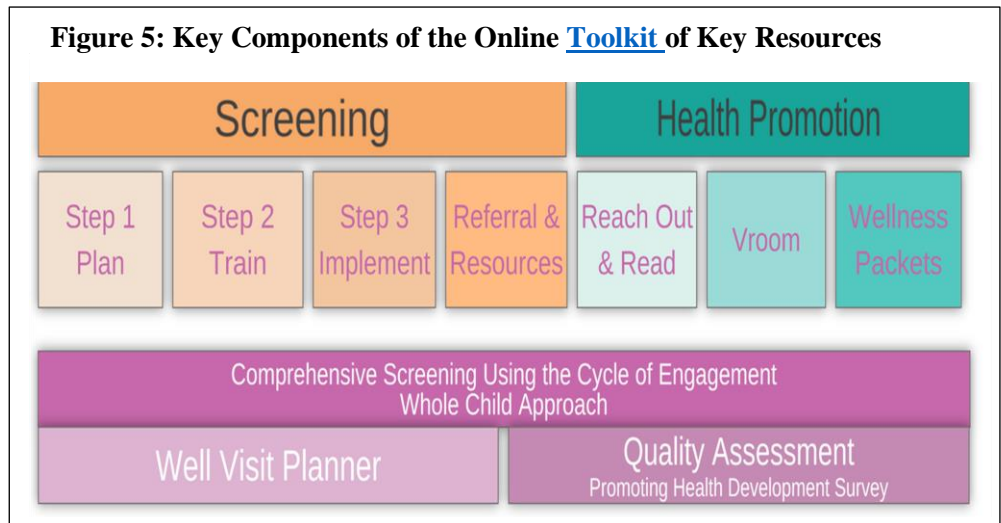 Figure 5: Key Components of the Online Toolkit of Key Resources
Screening
Health Promotion
Step 1
Plan
Step 2
Train
Step 3
Implement
Referral &
Resources
Reach Out
& Read
Vroom
Wellness
Packets
Comprehensive Screening Using the Cycle of Engagement
Whole Child Approach
Well Visit Planner
Quality Assessment
Promoting Health Development Survey